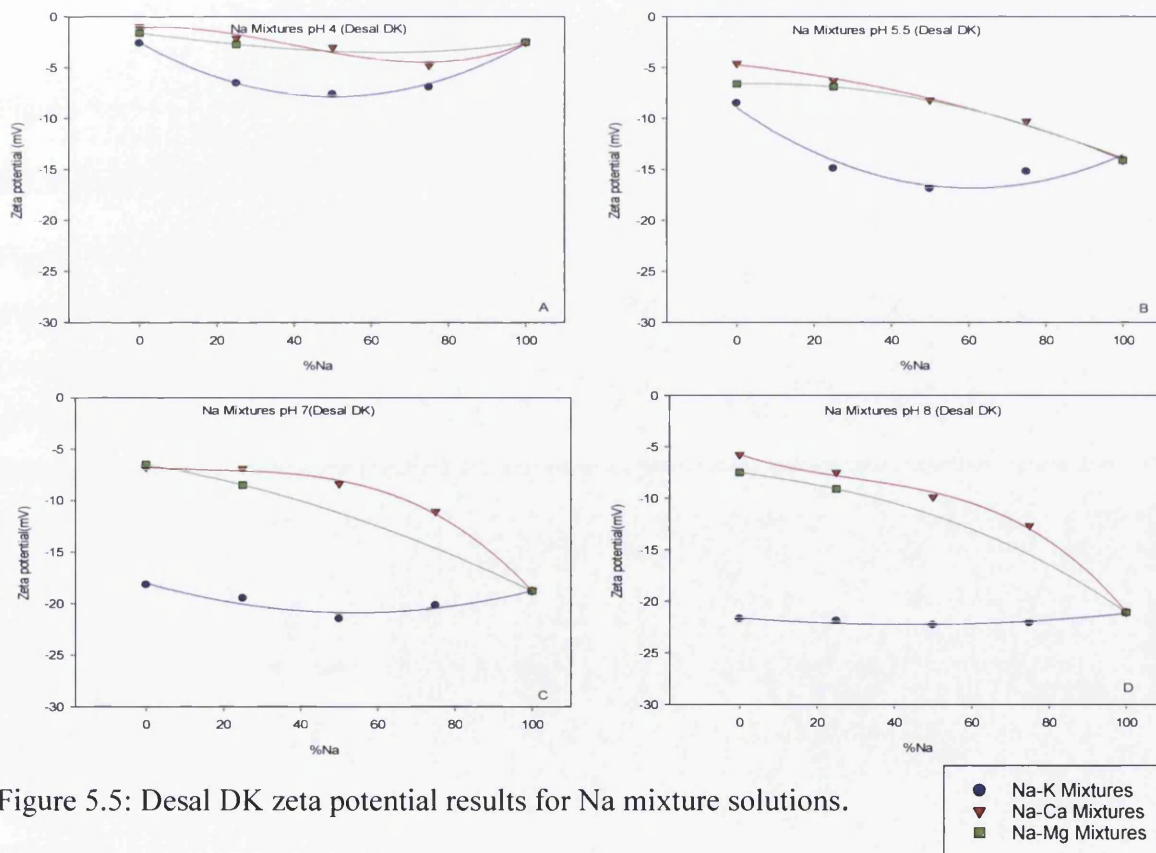 Na Mixtures pH 4 (Desal DK)
Zeta potential (mV)
0
-5
-10
-15
-20
-25
-30
0 20 40 60 80 100
%Na
A
Na Mixtures pH 5.5 (Desal DK)
Zeta potential (mV)
0
-5
-10
-15
-20
-25
-30
0 20 40 60 80 100
%Na
B
Na Mixtures pH 7(Desal DK)
Zeta potential(mV)
0
-5
-10
-15
-20
-25
-30
0 20 40 60 80 100
%Na
C
Na Mixtures pH 8 (Desal DK)
Zeta potential(mV)
0
-5
-10
-15
-20
-25
-30
0 20 40 60 80 100
%Na
D
Figure 5.5: Desal DK zeta potential results for Na mixture solutions.
Na-K Mixtures
Na-Ca Mixtures
Na-Mg Mixtures